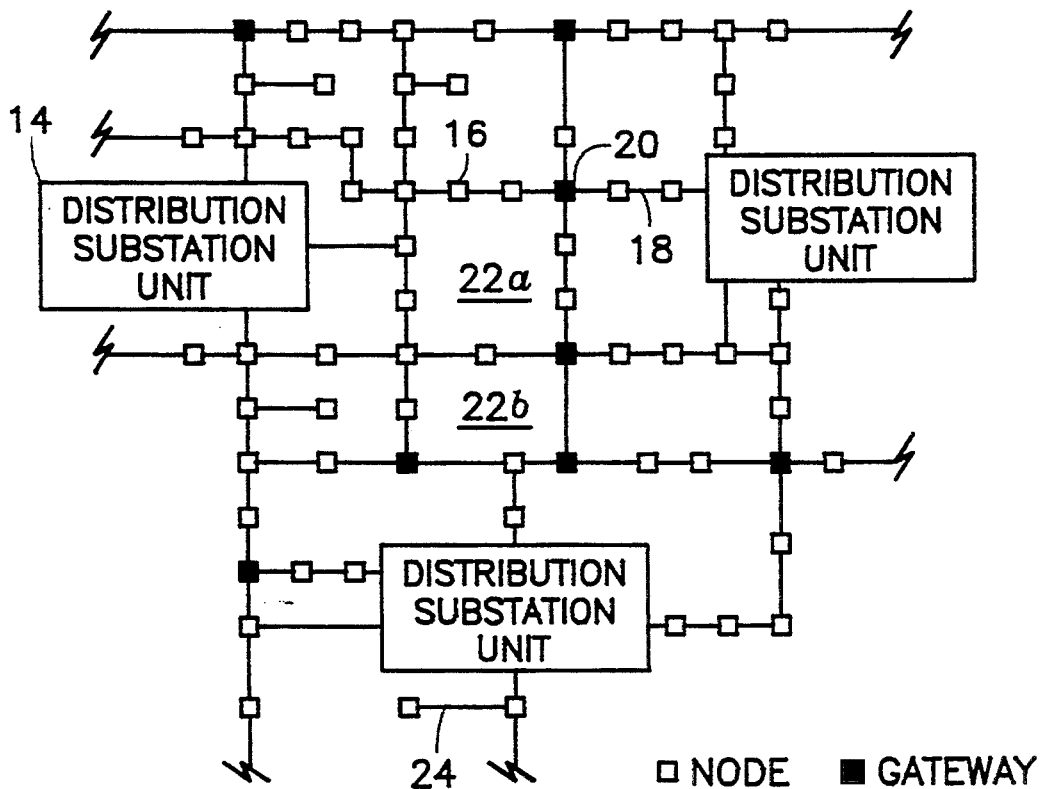 14
16
20
DISTRIBUTION
SUBSTATION
UNIT
DISTRIBUTION
SUBSTATION
UNIT
18
22a
22b
DISTRIBUTION
SUBSTATION
UNIT
24
NODE
GATEWAY